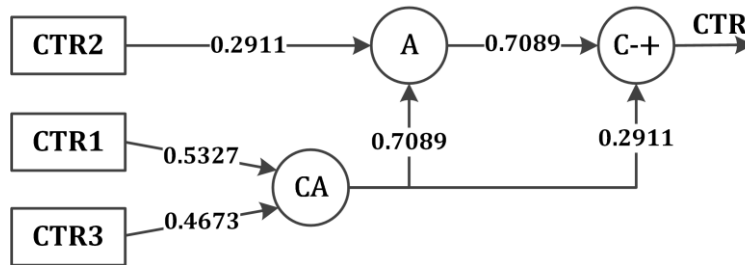 CTR2
0.2911
A
0.7089
C-+
CTR
CTR1
0.5327
0.7089
0.2911
CA
CTR3
0.4673